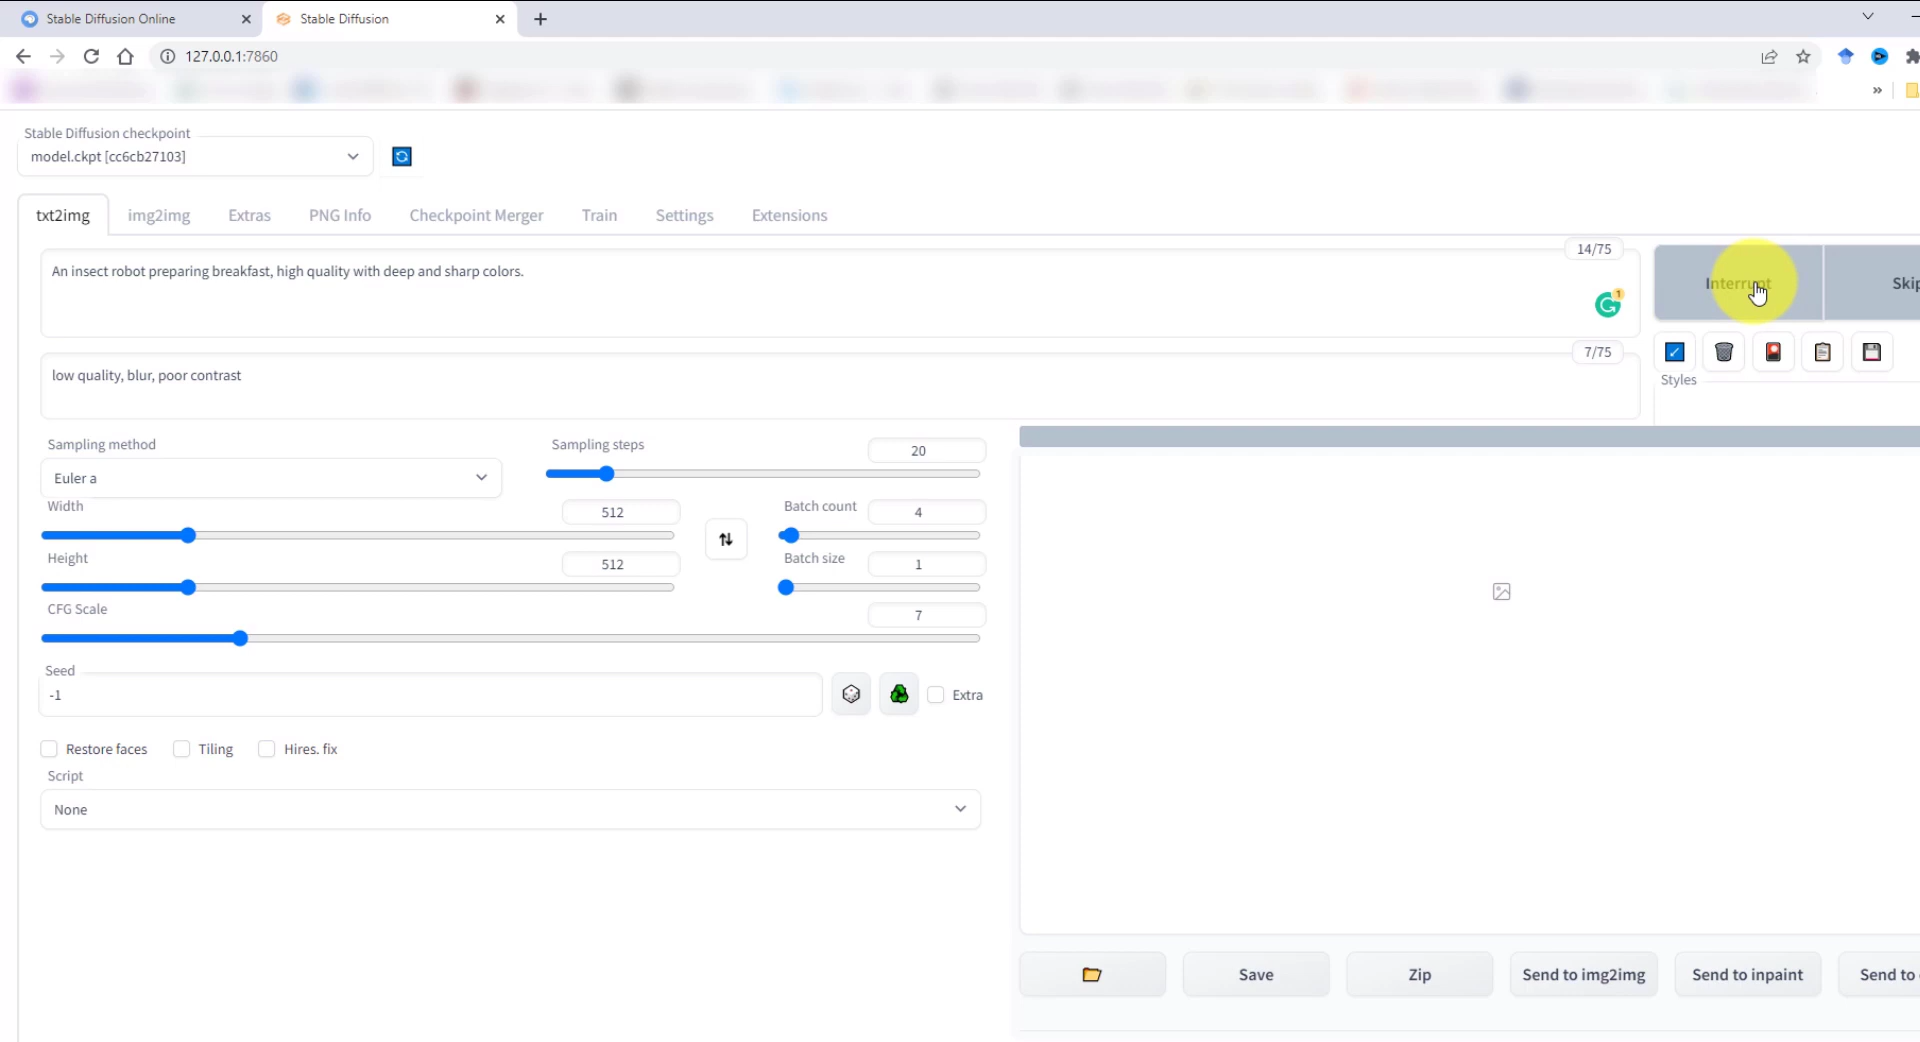 Stable Diffusion Online
Stable Diffusion
127.0.0.1:7860
Stable Diffusion checkpoint
model.ckpt [cc6cb27103]
txt2img
img2img
Extras
PNG Info
Checkpoint Merger
Train
Settings
Extensions
14/75
An insect robot preparing breakfast, high quality with deep and sharp colors.
1
Interrupt
Skip
7/75
low quality, blur, poor contrast
Styles
Sampling method
Euler a
Sampling steps
20
Width
512
Batch count
4
Height
512
Batch size
1
CFG Scale
7
Seed
-1
Extra
Restore faces
Tiling
Hires. fix
Script
None
Save
Zip
Send to img2img
Send to inpaint
Send to